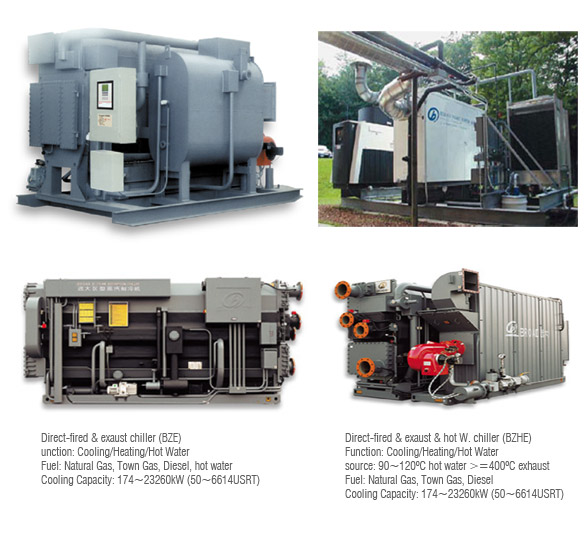 Direct-fired & exaust chiller (BZE)
unction: Cooling/Heating/Hot Water
Fuel: Natural Gas, Town Gas, Diesel, hot water
Cooling Capacity: 174～23260kW (50～6614USRT)
Direct-fired & exaust & hot W. chiller (BZHE)
Function: Cooling/Heating/Hot Water
source: 90～120ºC hot water ＞＝400ºC exhaust
Fuel: Natural Gas, Town Gas, Diesel
Cooling Capacity: 174～23260kW (50～6614USRT)